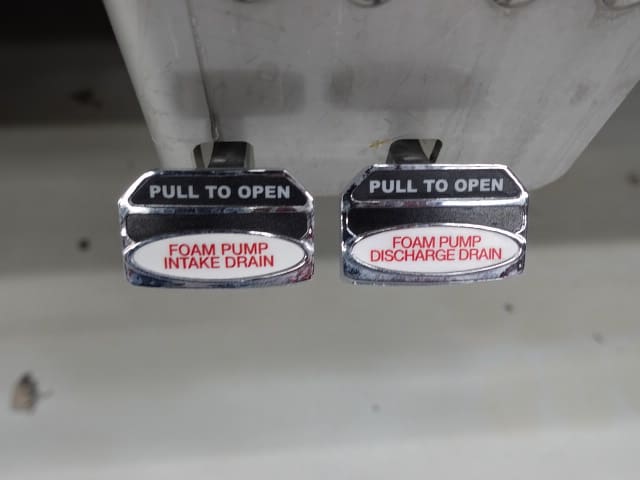 PULL TO OPEN
FOAM PUMP
INTAKE DRAIN
PULL TO OPEN
FOAM PUMP
DISCHARGE DRAIN